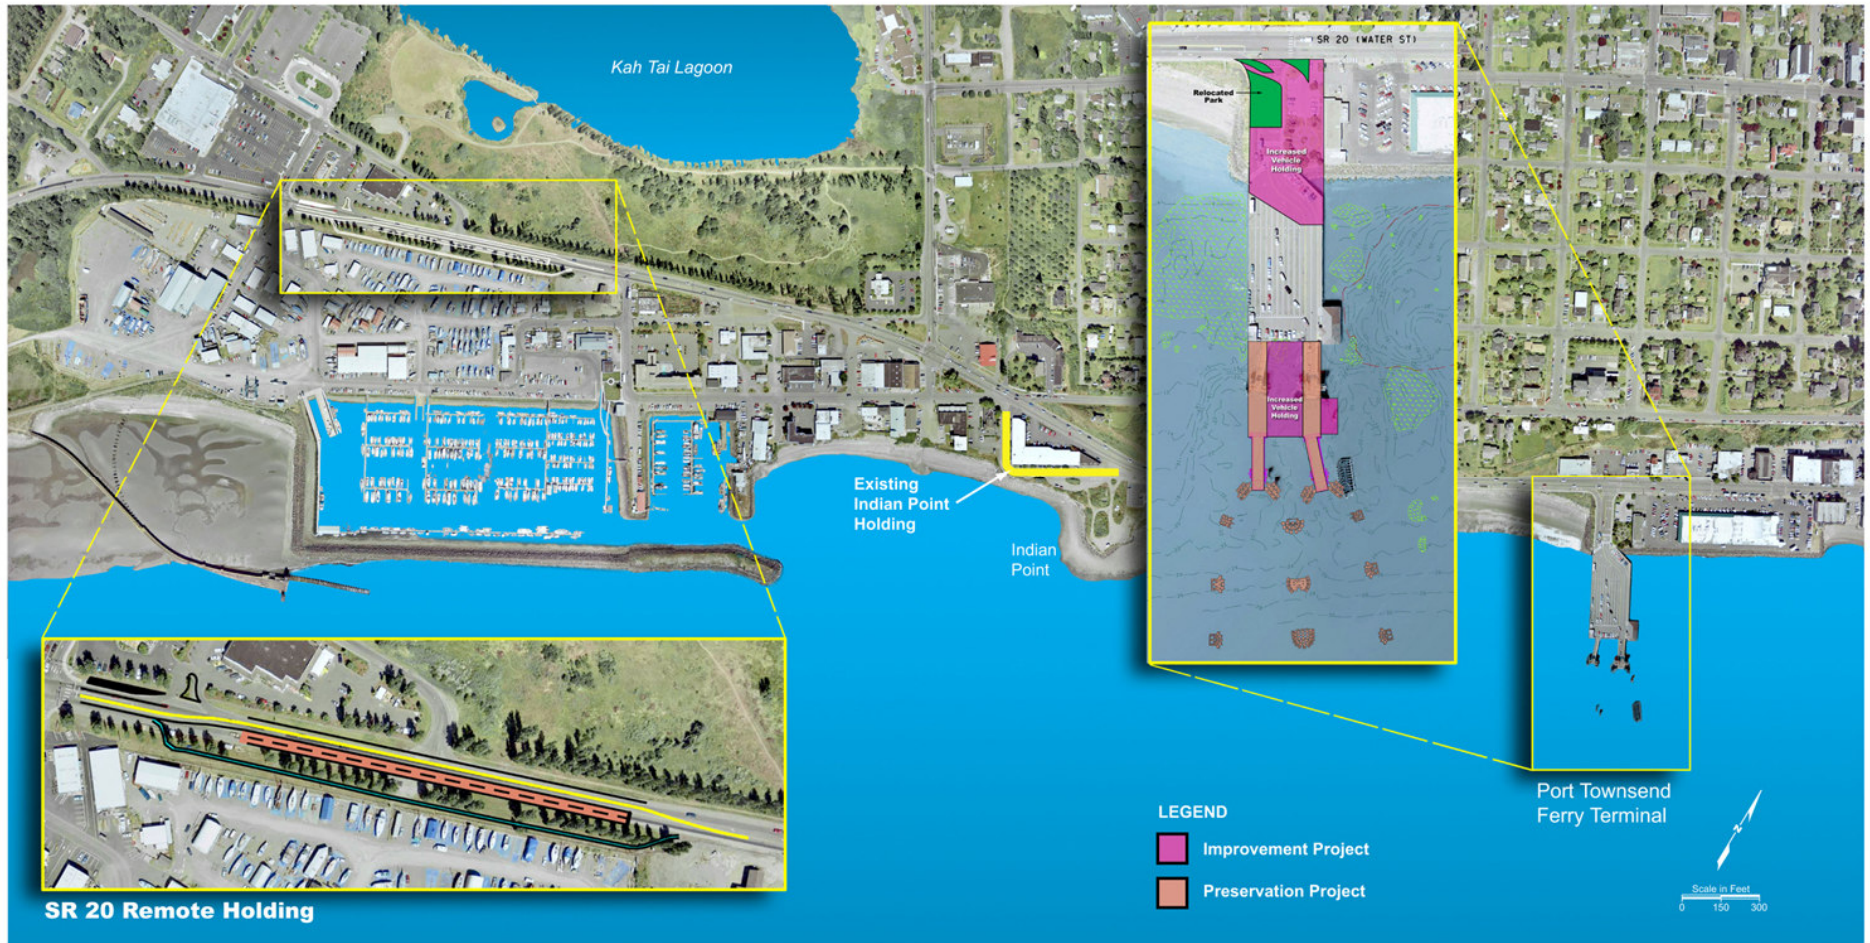 Kah Tai Lagoon
SR 20 (WATER ST)
Relocated
Park
Increased
Vehicle
Holding
Increased
Vehicle
Holding
Existing
Indian Point
Holding
Indian
Point
Port Townsend
Ferry Terminal
LEGEND
Improvement Project
Preservation Project
SR 20 Remote Holding
N
Scale in Feet
0 150 300